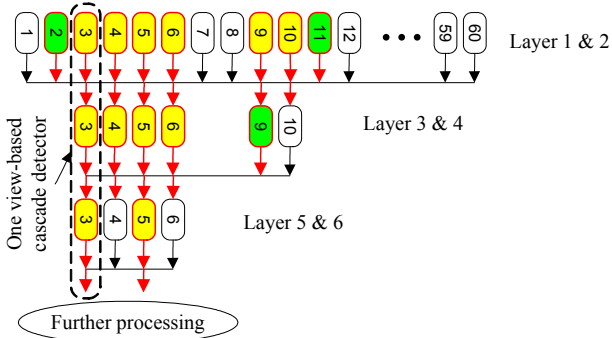 1 2 3 4 5 6 7 8 9 10 11 12 ••• 59 60
Layer 1 & 2
3 4 5 6 9 10
Layer 3 & 4
One view-based
cascade detector
3 4 5 6
Layer 5 & 6
Further processing